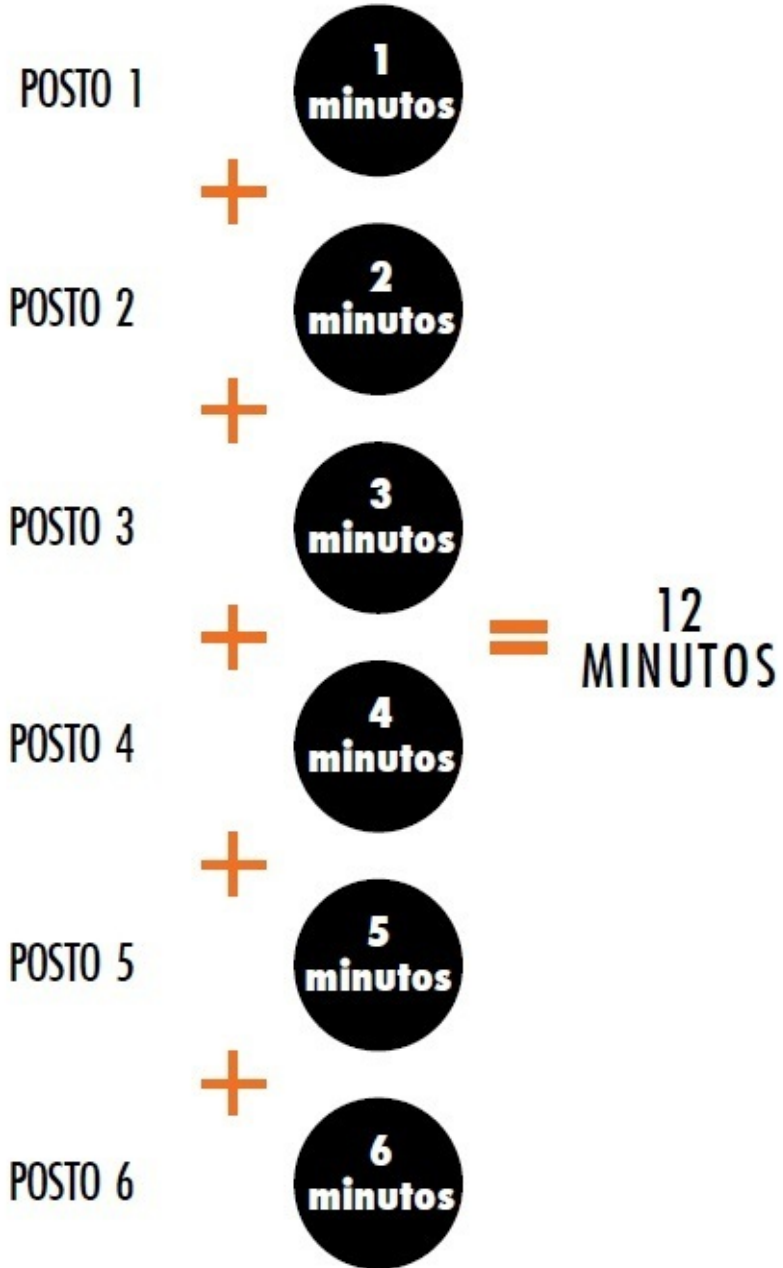 POSTO 1
1
minutos
+
POSTO 2
2
minutos
+
POSTO 3
3
minutos
+
=
12
MINUTOS
POSTO 4
4
minutos
+
POSTO 5
5
minutos
+
POSTO 6
6
minutos